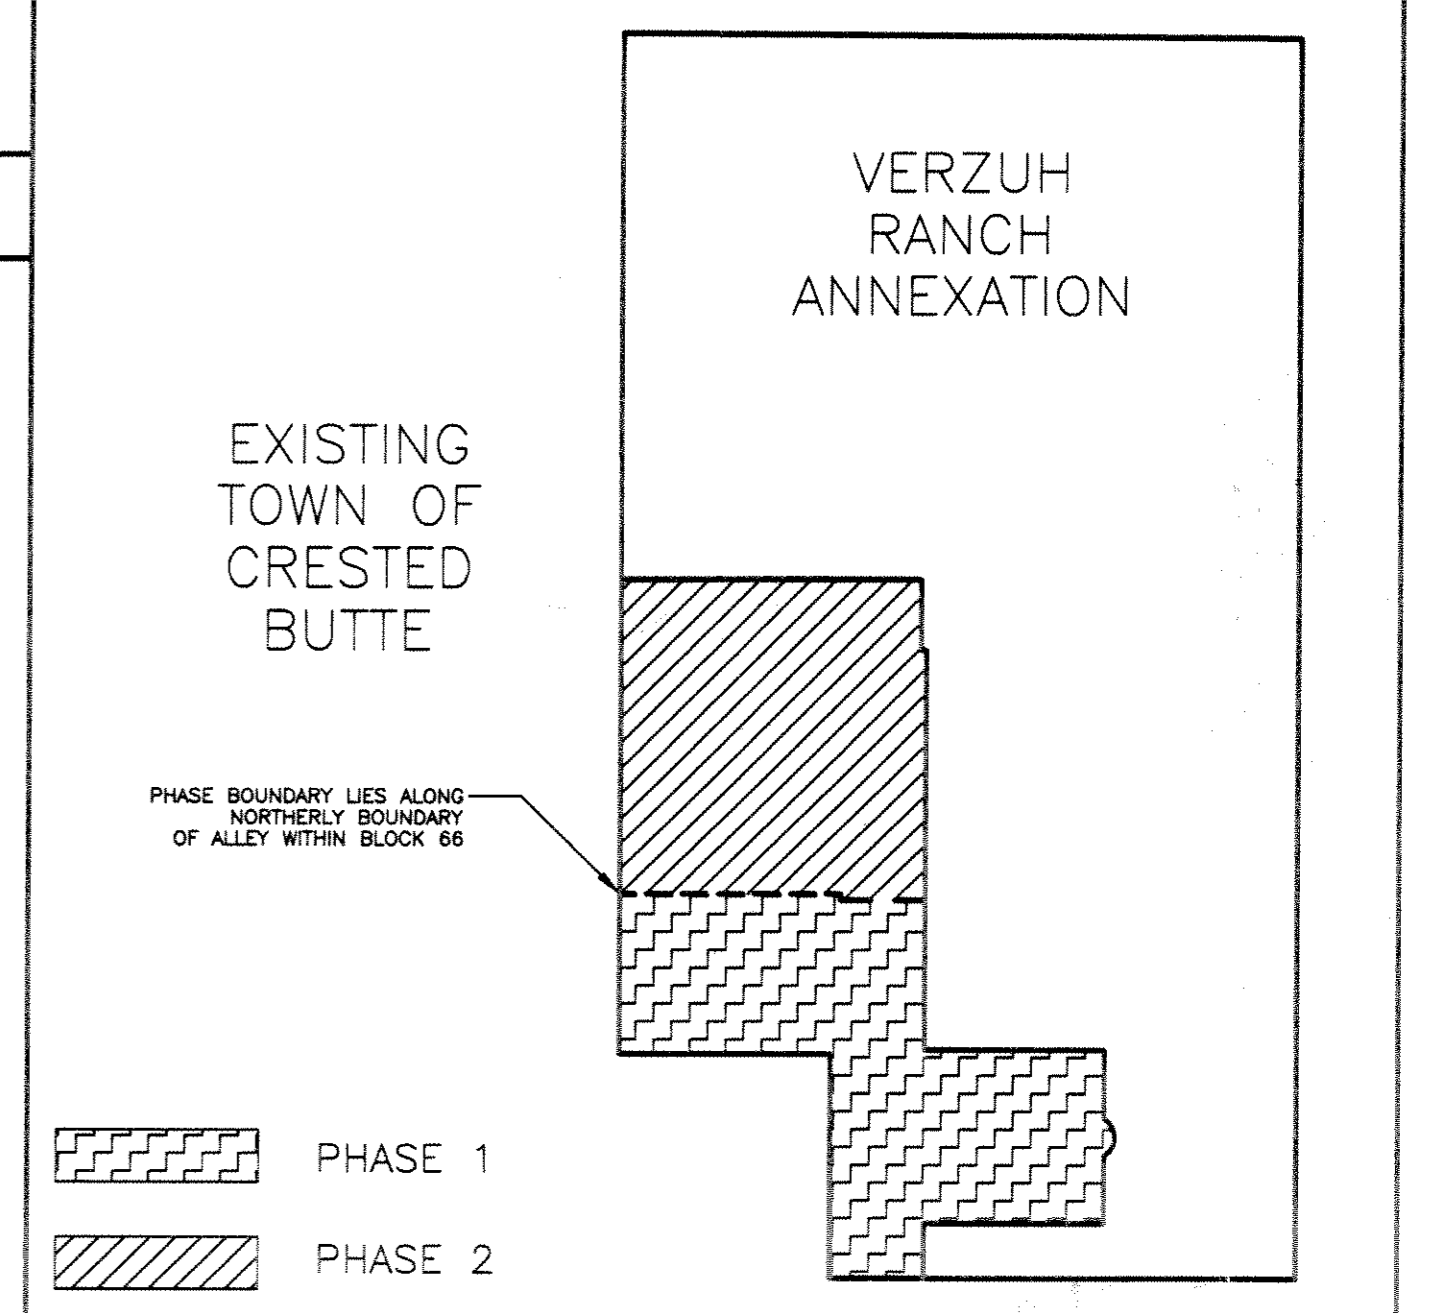 VERZUH
RANCH
ANNEXATION
EXISTING
TOWN OF
CRESTED
BUTTE
PHASE BOUNDARY LIES ALONG
NORTHERLY BOUNDARY
OF ALLEY WITHIN BLOCK 66
PHASE 1
PHASE 2